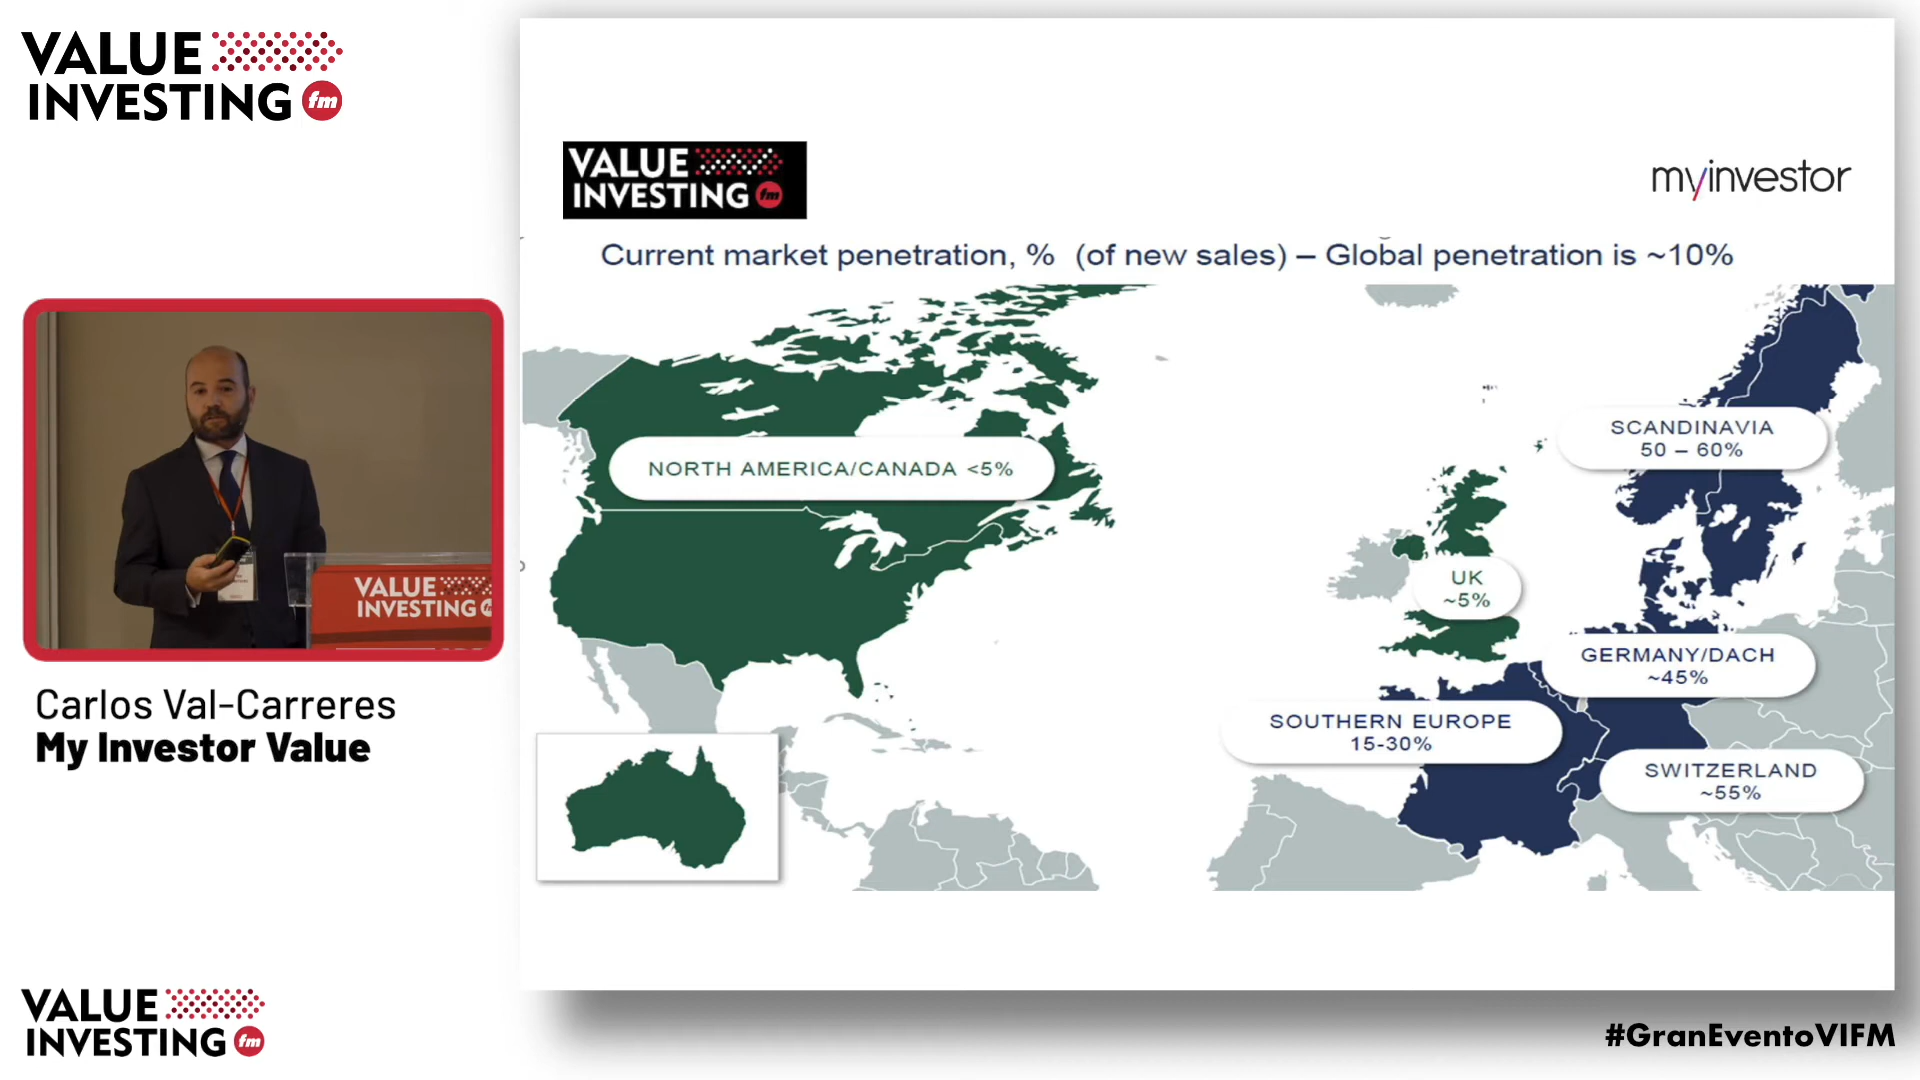 VALUE
INVESTING fm
VALUE
INVESTING fm
myinvestor
Current market penetration, % (of new sales) – Global penetration is ~10%
SCANDINAVIA
50 – 60%
NORTH AMERICA/CANADA <5%
UK
~5%
GERMANY/DACH
~45%
SOUTHERN EUROPE
15-30%
SWITZERLAND
~55%
VALUE
INVESTING
Carlos Val-Carreres
My Investor Value
VALUE
INVESTING fm
#GranEventoVIFM